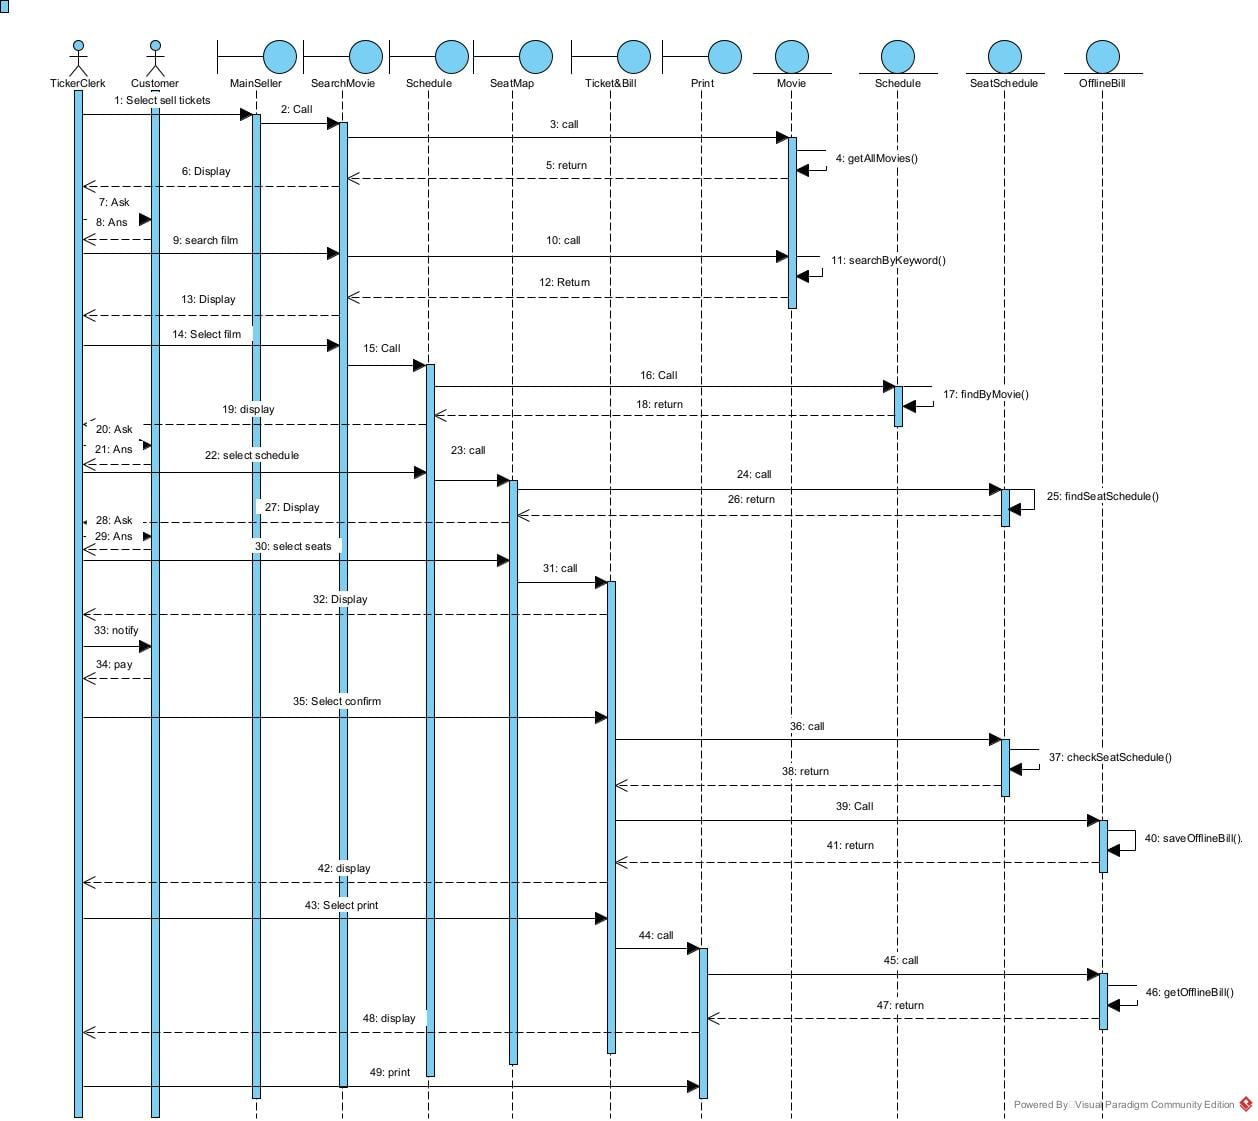 TickerClerk
Customer
MainSeller
SearchMovie
Schedule
SeatMap
Ticket&Bill
Print
Movie
Schedule
SeatSchedule
OfflineBill
1: Select sell tickets
2: Call
3: call
4: getAllMovies()
5: return
6: Display
7: Ask
8: Ans
9: search film
10: call
11: searchByKeyword()
12: Return
13: Display
14: Select film
15: Call
16: Call
17: findByMovie()
18: return
19: display
20: Ask
21: Ans
22: select schedule
23: call
24: call
25: findSeatSchedule()
26: return
27: Display
28: Ask
29: Ans
30: select seats
31: call
32: Display
33: notify
34: pay
35: Select confirm
36: call
37: checkSeatSchedule()
38: return
39: Call
40: saveOfflineBill().
41: return
42: display
43: Select print
44: call
45: call
46: getOfflineBill()
47: return
48: display
49: print
Powered By Visual Paradigm Community Edition